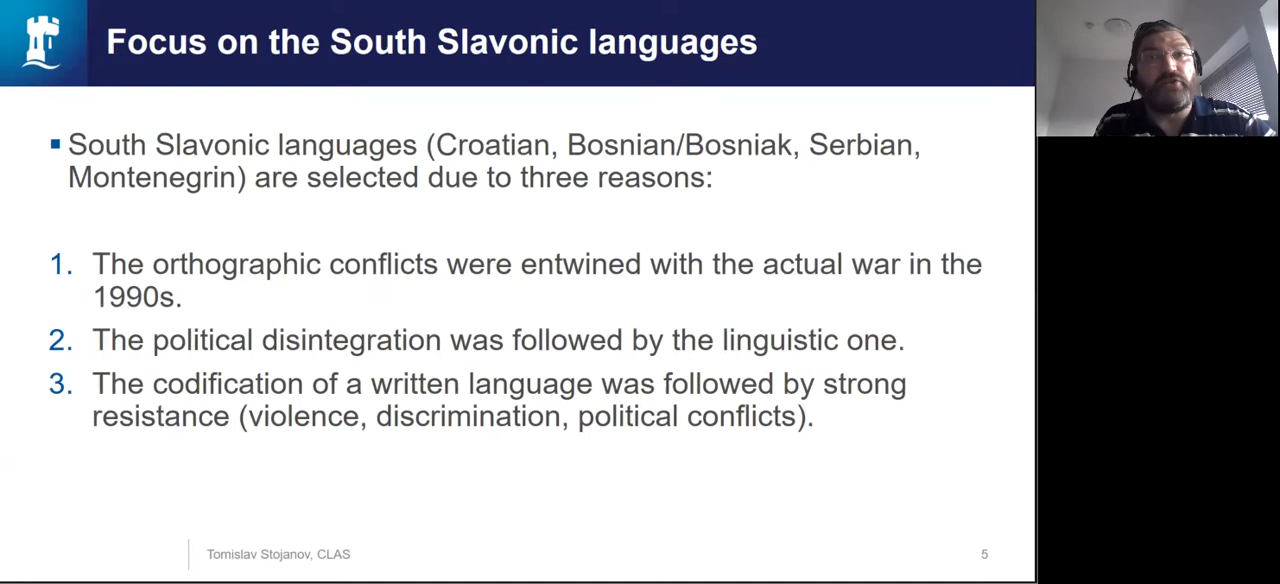 Focus on the South Slavonic languages
South Slavonic languages (Croatian, Bosnian/Bosniak, Serbian,
Montenegrin) are selected due to three reasons:
1. The orthographic conflicts were entwined with the actual war in the
1990s.
2. The political disintegration was followed by the linguistic one.
3. The codification of a written language was followed by strong
resistance (violence, discrimination, political conflicts).
Tomislav Stojanov, CLAS
5